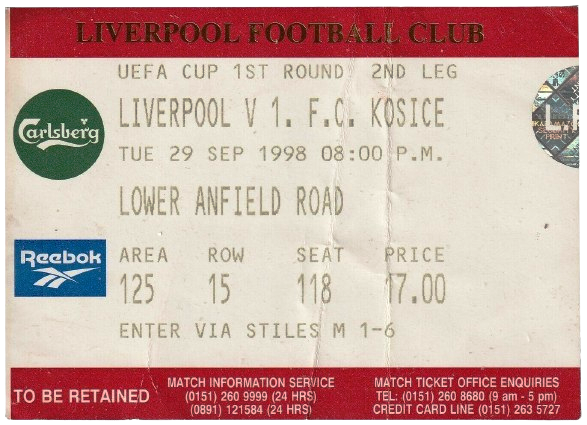 LIVERPOOL FOOTBALL CLUB
UEFA CUP 1ST ROUND 2ND LEG
LIVERPOOL V 1. F.C. KOSICE
Carlsberg
TUE 29 SEP 1998 08:00 P.M.
LOWER ANFIELD ROAD
Reebok
AREA ROW SEAT PRICE
125 15 118 17.00
ENTER VIA STILES M 1-6
TO BE RETAINED
MATCH INFORMATION SERVICE
(0151) 260 9999 (24 HRS)
(0891) 121584 (24 HRS)
MATCH TICKET OFFICE ENQUIRIES
TEL: (0151) 260 8680 (9 am - 5 pm)
CREDIT CARD LINE (0151) 263 5727